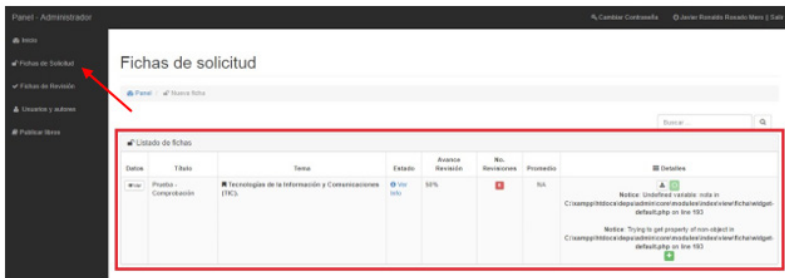 Panel - Administrador
Cambiar Contraseña
Javier Ronaldo Rosado Mero || Salir
Inicio
Fichas de Solicitud
Fichas de Revisión
Usuarios y autores
Publicar libros
Fichas de solicitud
Panel / Nueva ficha
Buscar ...
Listado de fichas
Datos Título Tema Estado Avance Revisión No. Revisiones Promedio Detalles
Ver Prueba - Comprobación Tecnologías de la Información y Comunicaciones (TIC). Ver Info 50% NA
Notice: Undefined variable: nota in
C:\xampp\htdocs\depu\admin\core\modules\index\view\ficha\widget-
default.php on line 193
Notice: Trying to get property of non-object in
C:\xampp\htdocs\depu\admin\core\modules\index\view\ficha\widget-
default.php on line 193